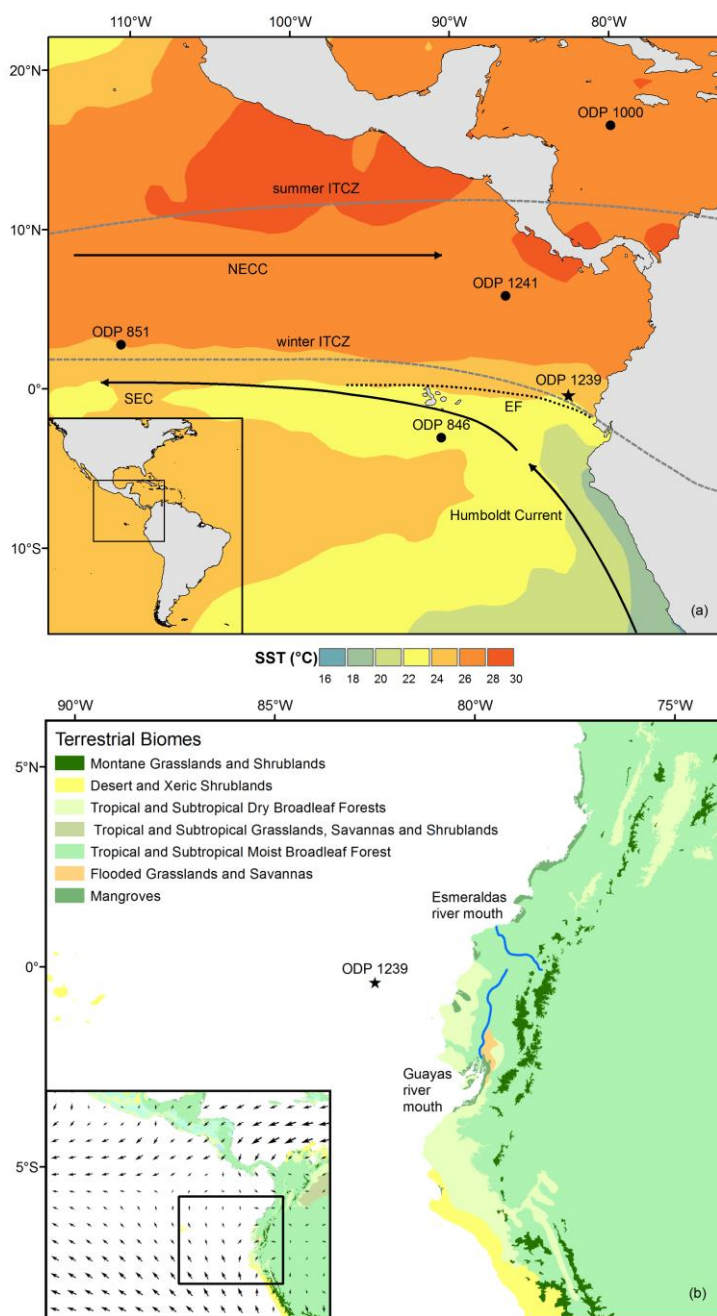 110°W 100°W 90°W 80°W
20°N
ODP 1000
summer ITCZ
10°N
NECC
ODP 1241
ODP 851
winter ITCZ
ODP 1239
0°
SEC
EF
ODP 846
Humboldt Current
10°S
(a)
SST (°C)
16 18 20 22 24 26 28 30
90°W 85°W 80°W 75°W
Terrestrial Biomes
5°N
Montane Grasslands and Shrublands
Desert and Xeric Shrublands
Tropical and Subtropical Dry Broadleaf Forests
Tropical and Subtropical Grasslands, Savannas and Shrublands
Tropical and Subtropical Moist Broadleaf Forest
Flooded Grasslands and Savannas
Mangroves
Esmeraldas
river mouth
0°
ODP 1239
Guayas
river
mouth
5°S
(b)